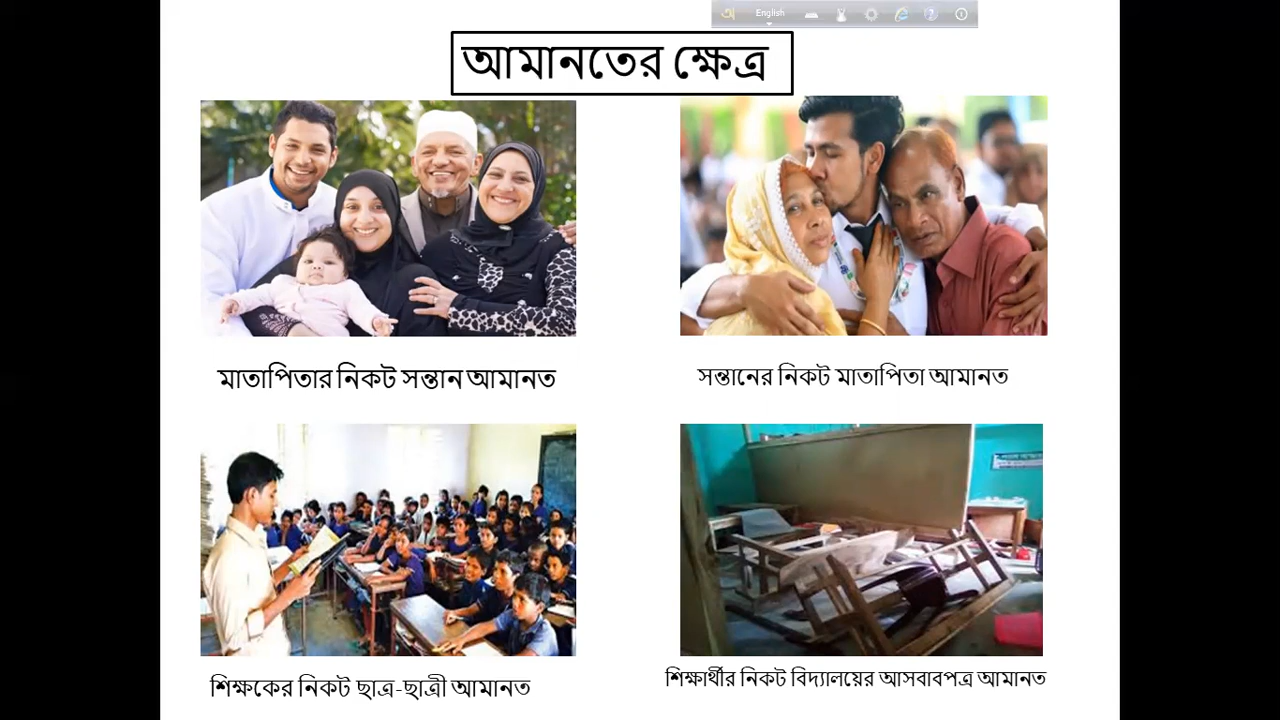 English
আমানতের ক্ষেত্র
মাতাপিতার নিকট সন্তান আমানত
সন্তানের নিকট মাতাপিতা আমানত
শিক্ষকের নিকট ছাত্র-ছাত্রী আমানত
শিক্ষার্থীর নিকট বিদ্যালয়ের আসবাবপত্র আমানত